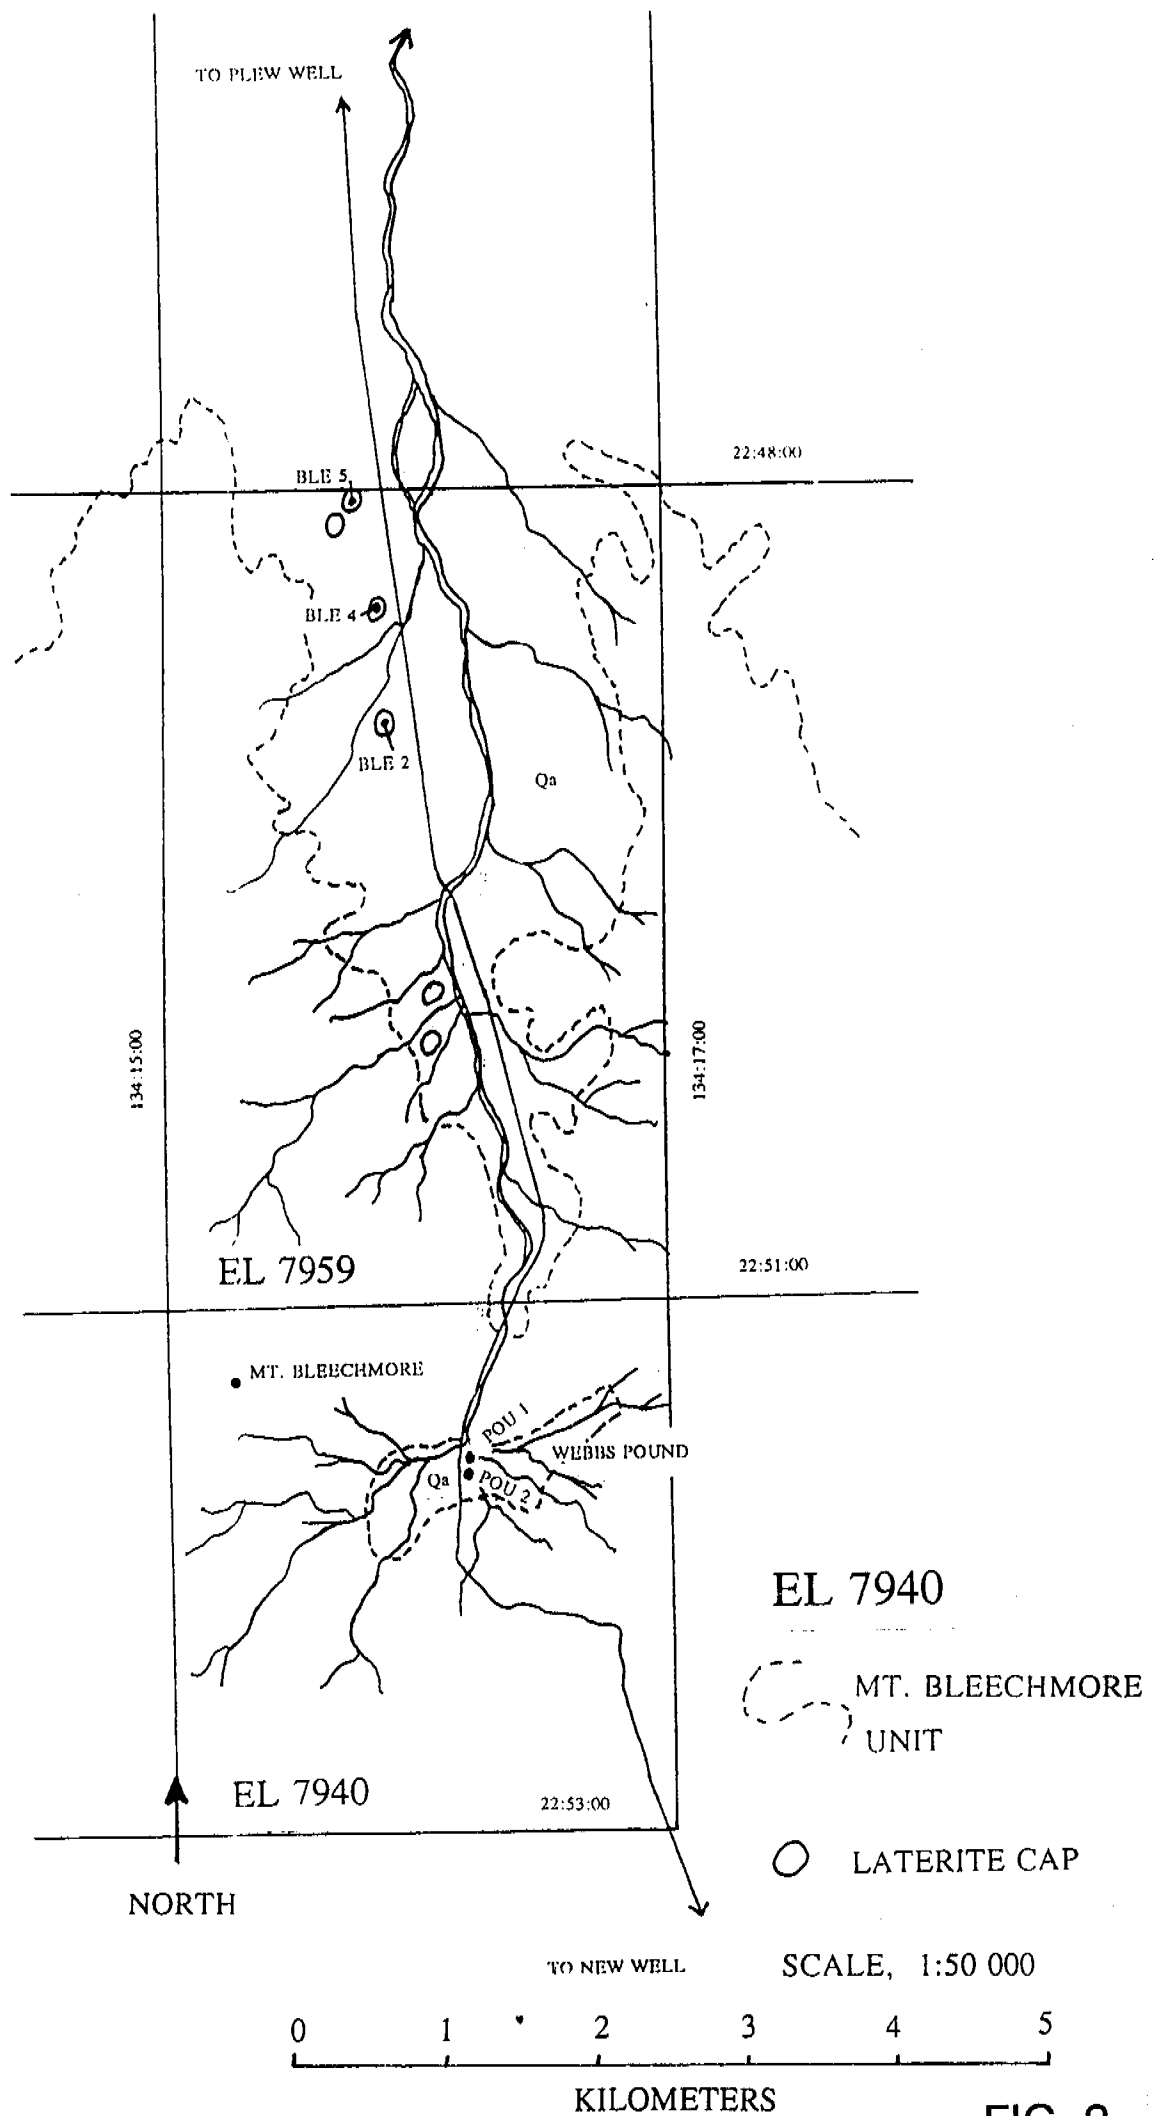 TO PLEW WELL
22:48:00
BLE 5
BLE 4
BLE 2
Qa
134:15:00
134:17:00
EL 7959
22:51:00
MT. BLEECHMORE
POU 1
WEBBS POUND
Qa
POU 2
EL 7940
MT. BLEECHMORE
UNIT
EL 7940
22:53:00
LATERITE CAP
NORTH
TO NEW WELL
SCALE, 1:50 000
0 1 2 3 4 5
KILOMETERS